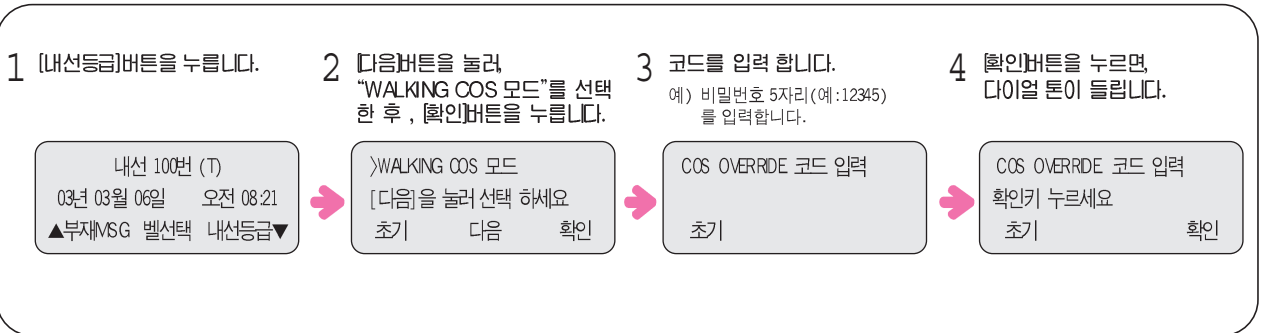 1 [내선등급]버튼을 누릅니다.
2 [다음]버튼을 눌러,
“WALKING COS 모드”를 선택
한 후 , [확인]버튼을 누릅니다.
3 코드를 입력 합니다.
예) 비밀번호 5자리(예:12345)
를 입력합니다.
4 [확인]버튼을 누르면,
다이얼 톤이 들립니다.
내선 100번 (T)
03년 03월 06일 오전 08:21
▲부재MSG 벨선택 내선등급▼
>WALKING COS 모드
[다음]을 눌러 선택 하세요
초기 다음 확인
COS OVERRIDE 코드 입력
초기
COS OVERRIDE 코드 입력
확인키 누르세요
초기 확인